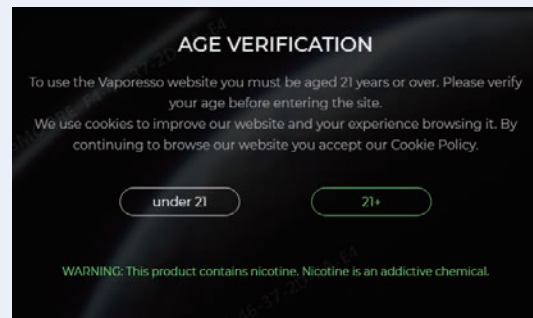 AGE VERIFICATION
To use the Vaporesso website you must be aged 21 years or over. Please verify
your age before entering the site.
We use cookies to improve our website and your experience browsing it. By
continuing to browse our website you accept our Cookie Policy.
under 21
21+
WARNING: This product contains nicotine. Nicotine is an addictive chemical.